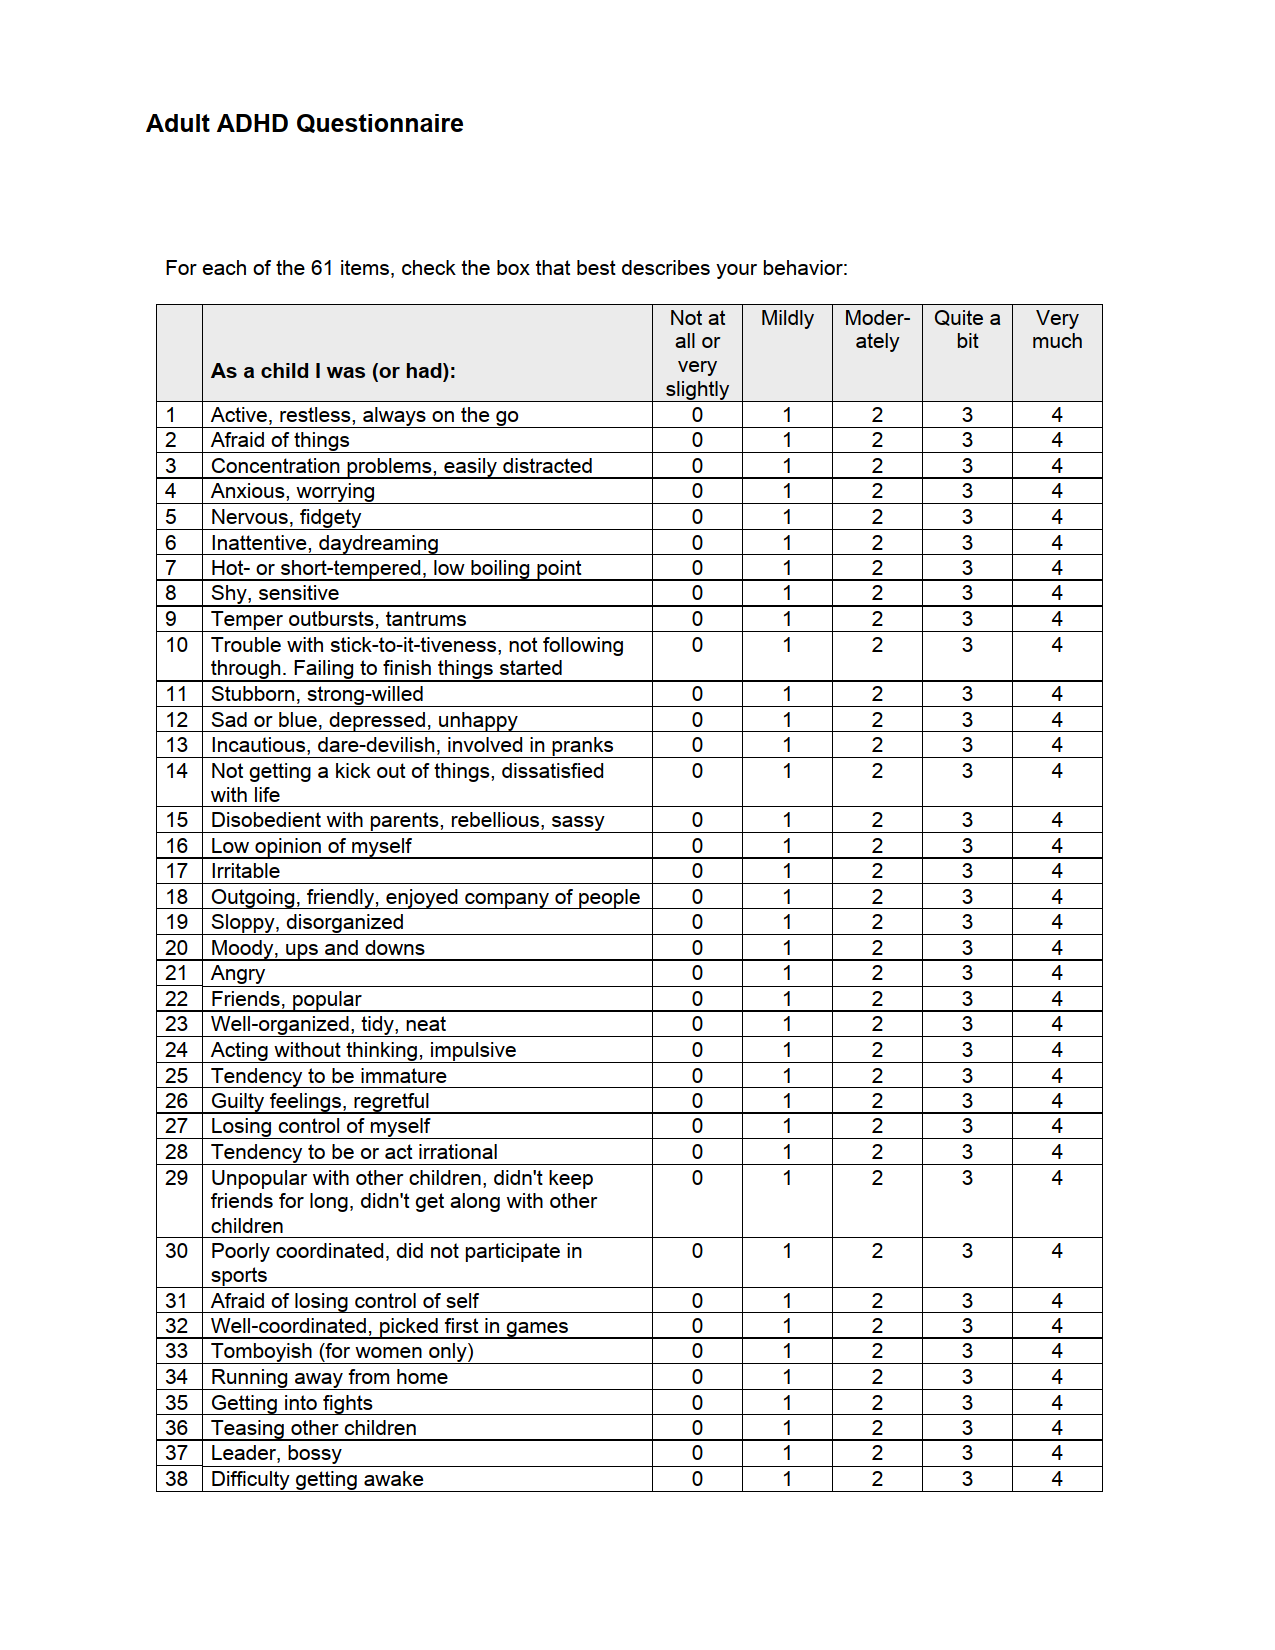 Adult ADHD Questionnaire
For each of the 61 items, check the box that best describes your behavior:
As a child I was (or had):
Not at
all or
very
slightly
Mildly
Moder-
ately
Quite a
bit
Very
much
1 Active, restless, always on the go 0 1 2 3 4
2 Afraid of things 0 1 2 3 4
3 Concentration problems, easily distracted 0 1 2 3 4
4 Anxious, worrying 0 1 2 3 4
5 Nervous, fidgety 0 1 2 3 4
6 Inattentive, daydreaming 0 1 2 3 4
7 Hot- or short-tempered, low boiling point 0 1 2 3 4
8 Shy, sensitive 0 1 2 3 4
9 Temper outbursts, tantrums 0 1 2 3 4
10 Trouble with stick-to-it-tiveness, not following 0 1 2 3 4
through. Failing to finish things started
11 Stubborn, strong-willed 0 1 2 3 4
12 Sad or blue, depressed, unhappy 0 1 2 3 4
13 Incautious, dare-devilish, involved in pranks 0 1 2 3 4
14 Not getting a kick out of things, dissatisfied 0 1 2 3 4
with life
15 Disobedient with parents, rebellious, sassy 0 1 2 3 4
16 Low opinion of myself 0 1 2 3 4
17 Irritable 0 1 2 3 4
18 Outgoing, friendly, enjoyed company of people 0 1 2 3 4
19 Sloppy, disorganized 0 1 2 3 4
20 Moody, ups and downs 0 1 2 3 4
21 Angry 0 1 2 3 4
22 Friends, popular 0 1 2 3 4
23 Well-organized, tidy, neat 0 1 2 3 4
24 Acting without thinking, impulsive 0 1 2 3 4
25 Tendency to be immature 0 1 2 3 4
26 Guilty feelings, regretful 0 1 2 3 4
27 Losing control of myself 0 1 2 3 4
28 Tendency to be or act irrational 0 1 2 3 4
29 Unpopular with other children, didn't keep 0 1 2 3 4
friends for long, didn't get along with other
children
30 Poorly coordinated, did not participate in 0 1 2 3 4
sports
31 Afraid of losing control of self 0 1 2 3 4
32 Well-coordinated, picked first in games 0 1 2 3 4
33 Tomboyish (for women only) 0 1 2 3 4
34 Running away from home 0 1 2 3 4
35 Getting into fights 0 1 2 3 4
36 Teasing other children 0 1 2 3 4
37 Leader, bossy 0 1 2 3 4
38 Difficulty getting awake 0 1 2 3 4